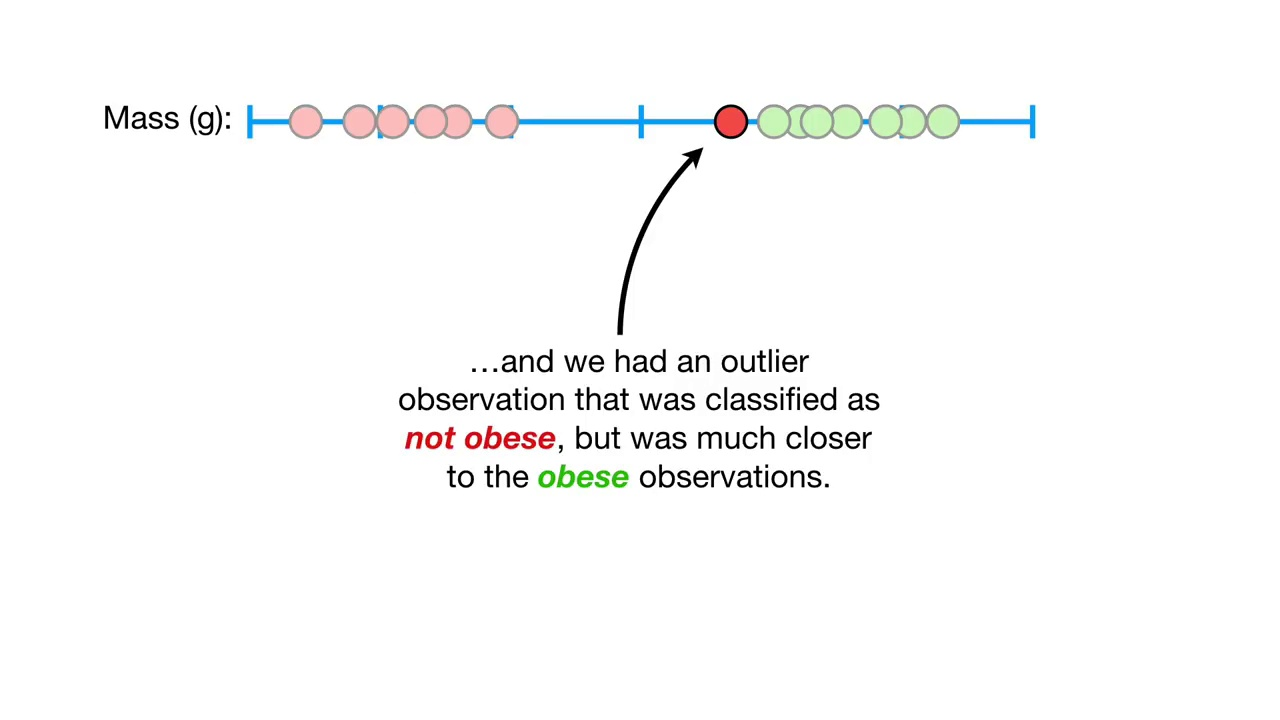 Mass (g):
…and we had an outlier
observation that was classified as
not obese, but was much closer
to the obese observations.